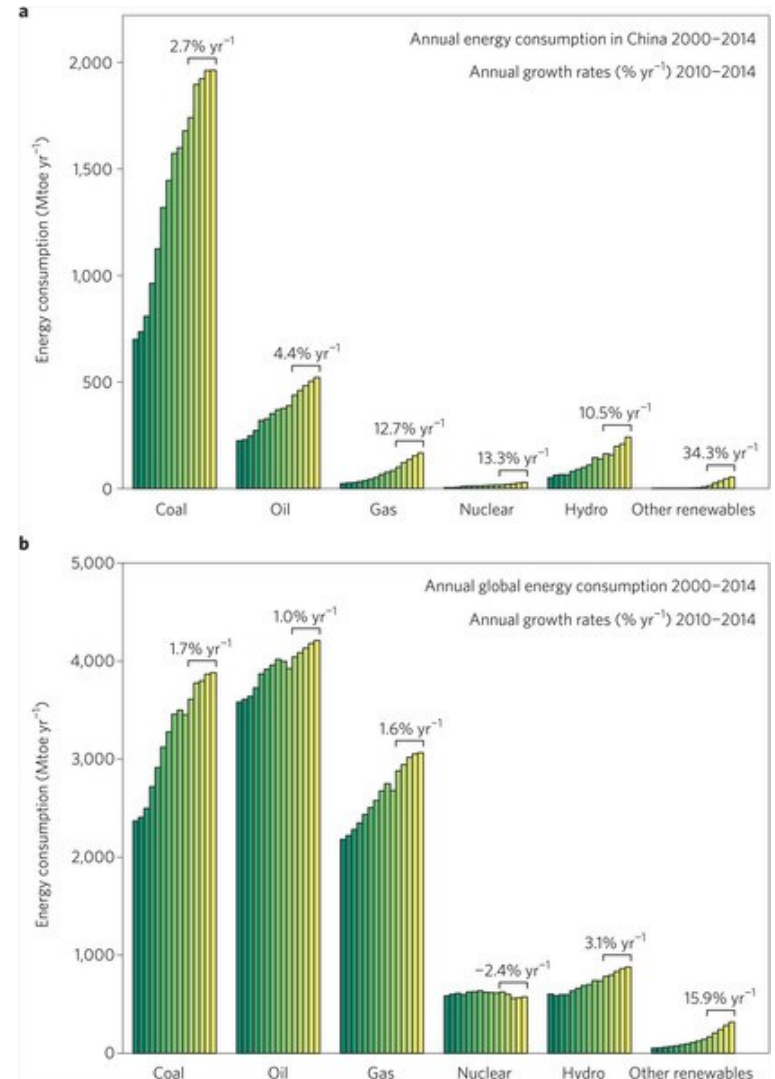 a
Annual energy consumption in China 2000–2014
Annual growth rates (% yr⁻¹) 2010–2014
Energy consumption (Mtoe yr⁻¹)
2,000
1,500
1,000
500
0
2.7% yr⁻¹
4.4% yr⁻¹
12.7% yr⁻¹
13.3% yr⁻¹
10.5% yr⁻¹
34.3% yr⁻¹
Coal
Oil
Gas
Nuclear
Hydro
Other renewables
b
Annual global energy consumption 2000–2014
Annual growth rates (% yr⁻¹) 2010–2014
Energy consumption (Mtoe yr⁻¹)
5,000
4,000
3,000
2,000
1,000
0
1.7% yr⁻¹
1.0% yr⁻¹
1.6% yr⁻¹
−2.4% yr⁻¹
3.1% yr⁻¹
15.9% yr⁻¹
Coal
Oil
Gas
Nuclear
Hydro
Other renewables